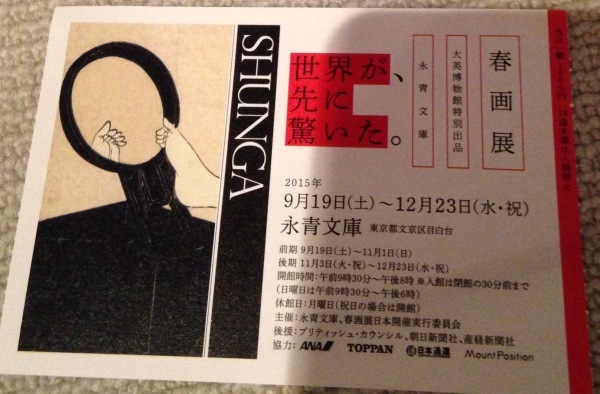 SHUNGA
世界が、
先に
驚いた。
春画展
大英博物館特別出品
永青文庫
2015年
9月19日(土)〜12月23日(水・祝)
永青文庫 東京都文京区目白台
前期 9月19日(土)〜11月1日(日)
後期 11月3日(火・祝)〜12月23日(水・祝)
開館時間:午前9時30分〜午後8時 ※入館は閉館の30分前まで
(日曜日は午前9時30分〜午後6時)
休館日:月曜日(祝日の場合は開館)
主催:永青文庫、春画展日本開催実行委員会
後援:ブリティッシュ・カウンシル、朝日新聞社、産経新聞社
協力: ANA TOPPAN 日本通運 Mount Position